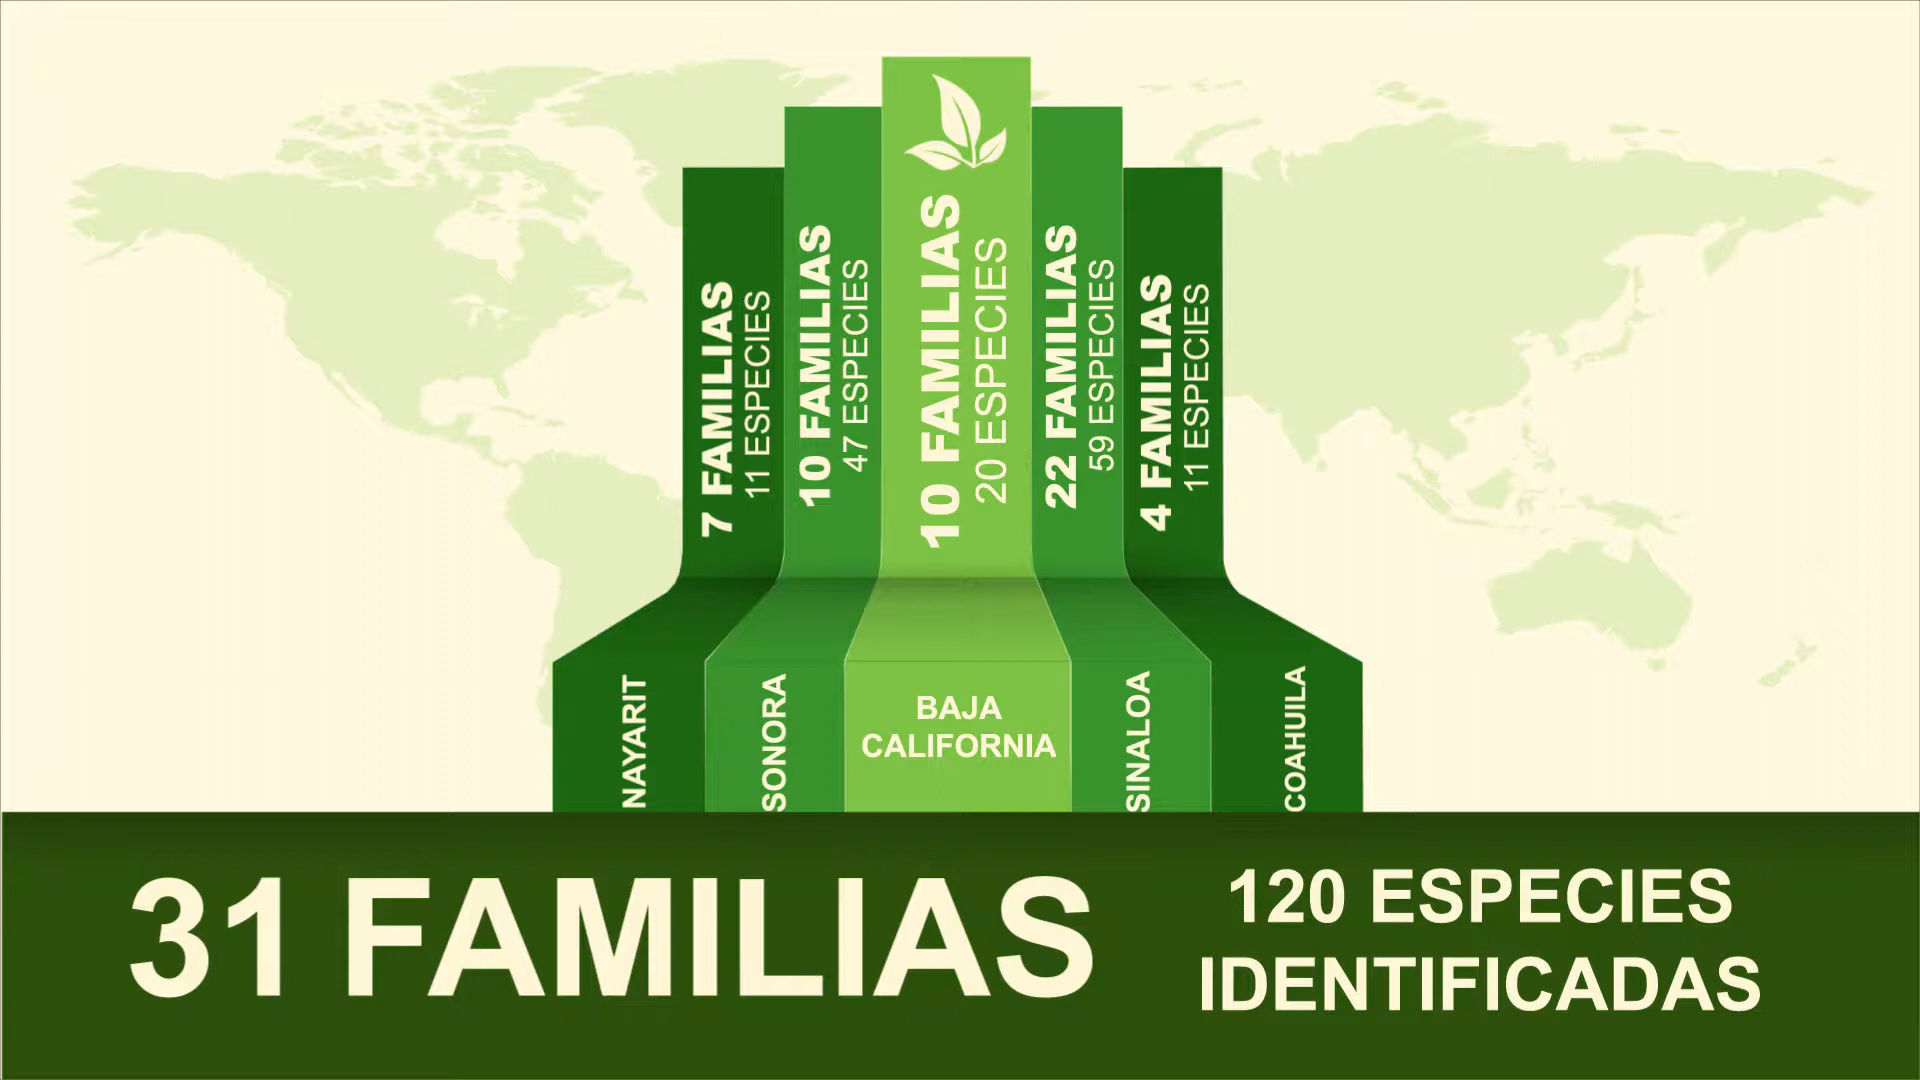 7 FAMILIAS
11 ESPECIES
10 FAMILIAS
47 ESPECIES
10 FAMILIAS
20 ESPECIES
22 FAMILIAS
59 ESPECIES
4 FAMILIAS
11 ESPECIES
NAYARIT
SONORA
BAJA
CALIFORNIA
SINALOA
COAHUILA
31 FAMILIAS
120 ESPECIES
IDENTIFICADAS